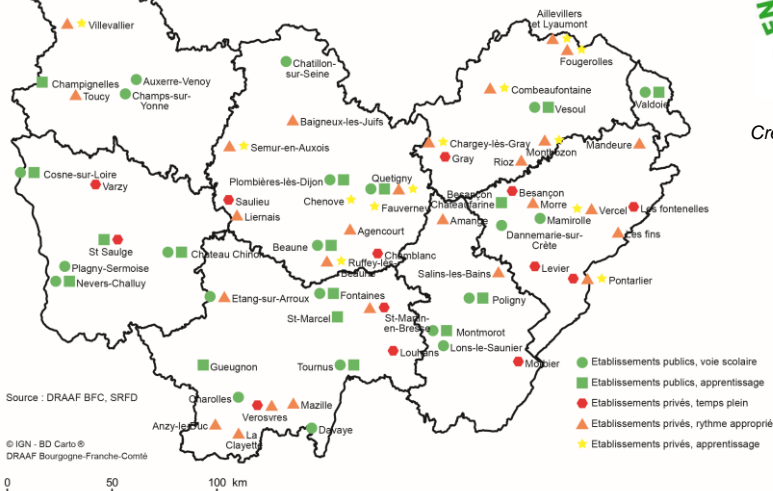 Villevallier
Aillevillers
et Lyaumont
Fougerolles
Chatillon-
sur-Seine
Champignelles
Auxerre-Venoy
Toucy
Champs-sur-
Yonne
Combeaufontaine
Vesoul
Valdoie
Baigneux-les-Juifs
Semur-en-Auxois
Chargey-lès-Gray
Gray
Rioz
Montbozon
Mandeure
Cosne-sur-Loire
Varzy
Plombières-lès-Dijon
Quetigny
Chenove
Fauverney
Saulieu
Liernais
Agencourt
Besançon
Chateaufarine
Besançon
Morre
Mamirolle
Vercel
Les fontenelles
Amange
Dannemarie-sur-
Crète
Les fins
St Saulge
Château Chinon
Beaune
Chamblanc
Ruffey-lès-
Beaune
Plagny-Sermoise
Nevers-Challuy
Salins-les-Bains
Levier
Pontarlier
Etang-sur-Arroux
Fontaines
St-Marcel
St-Martin-
en-Bresse
Poligny
Montmorot
Lons-le-Saunier
Louhans
Morbier
Gueugnon
Tournus
Charolles
Verosvres
Mazille
Anzy-le-Duc
La
Clayette
Davaye
Etablissements publics, voie scolaire
Etablissements publics, apprentissage
Etablissements privés, temps plein
Etablissements privés, rythme approprié
Etablissements privés, apprentissage
Source : DRAAF BFC, SRFD
© IGN - BD Carto ®
DRAAF Bourgogne-Franche-Comté
0 50 100 km